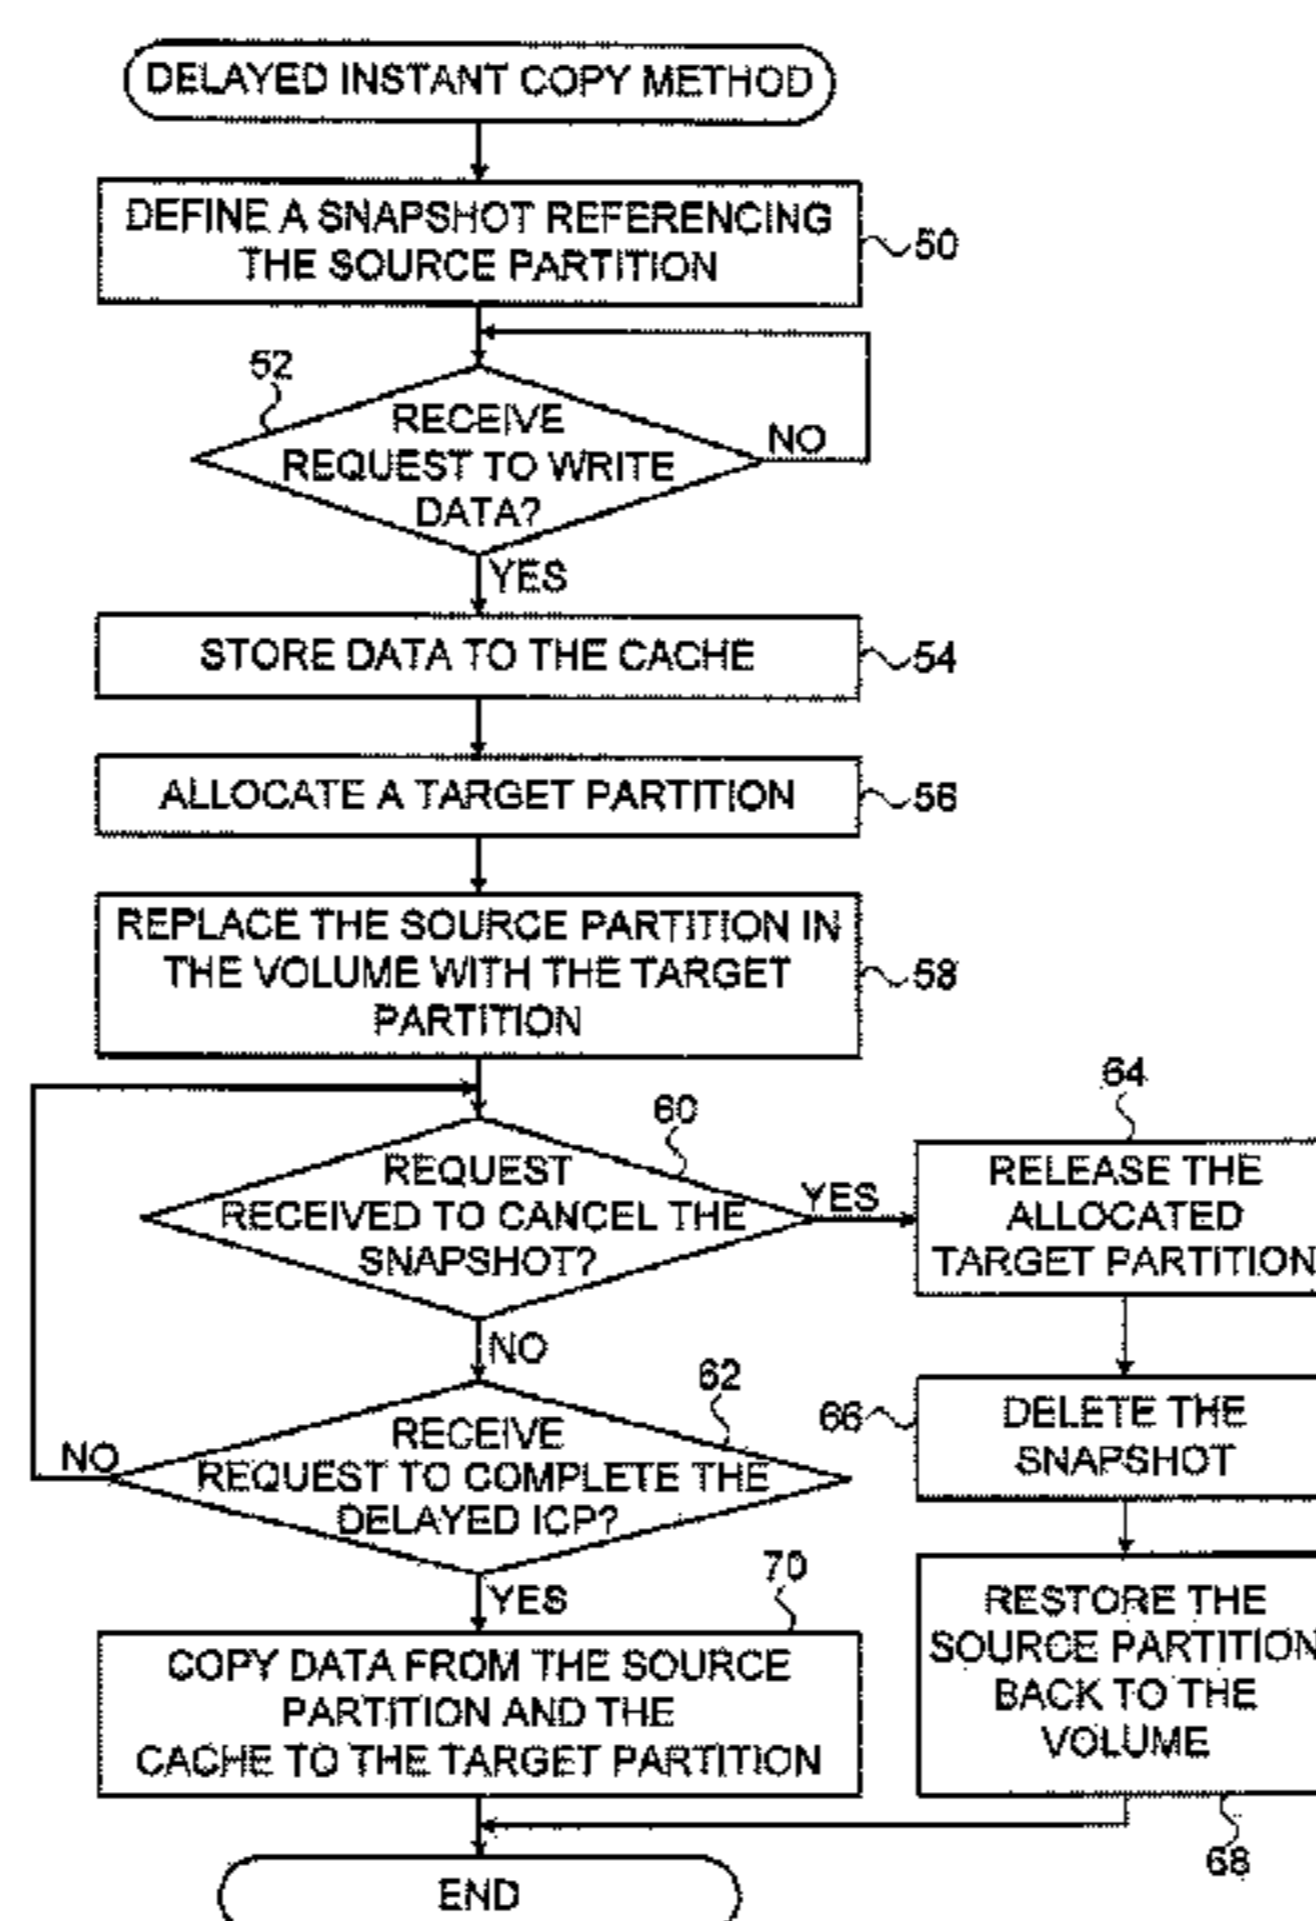 DELAYED INSTANT COPY METHOD
DEFINE A SNAPSHOT REFERENCING
THE SOURCE PARTITION
50
52
RECEIVE
REQUEST TO WRITE
DATA?
NO
YES
STORE DATA TO THE CACHE
54
ALLOCATE A TARGET PARTITION
56
REPLACE THE SOURCE PARTITION IN
THE VOLUME WITH THE TARGET
PARTITION
58
60
REQUEST
RECEIVED TO CANCEL THE
SNAPSHOT?
YES
NO
64
RELEASE THE
ALLOCATED
TARGET PARTITION
62
RECEIVE
REQUEST TO COMPLETE THE
DELAYED ICP?
NO
YES
66
DELETE THE
SNAPSHOT
70
COPY DATA FROM THE SOURCE
PARTITION AND THE
CACHE TO THE TARGET PARTITION
RESTORE THE
SOURCE PARTITION
BACK TO THE
VOLUME
68
END